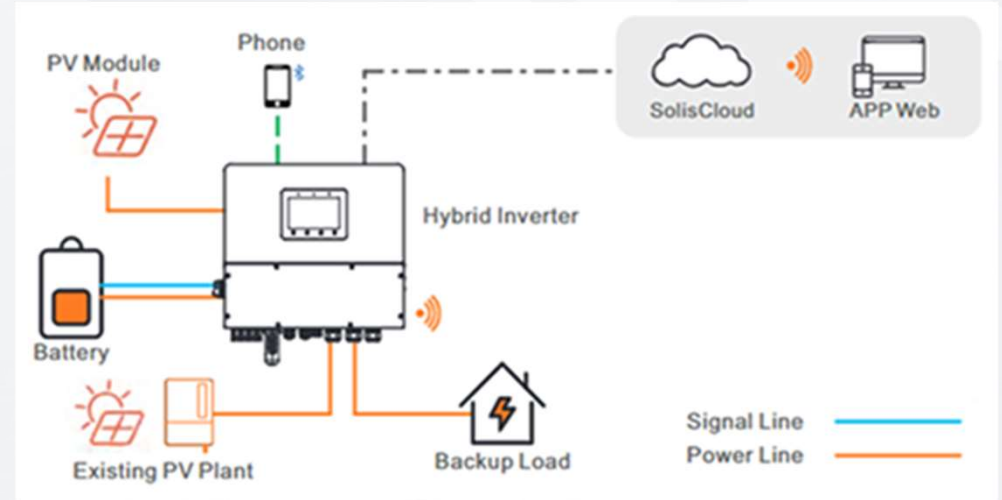 Phone
PV Module
SolisCloud
APP Web
Hybrid Inverter
Battery
Existing PV Plant
Backup Load
Signal Line
Power Line